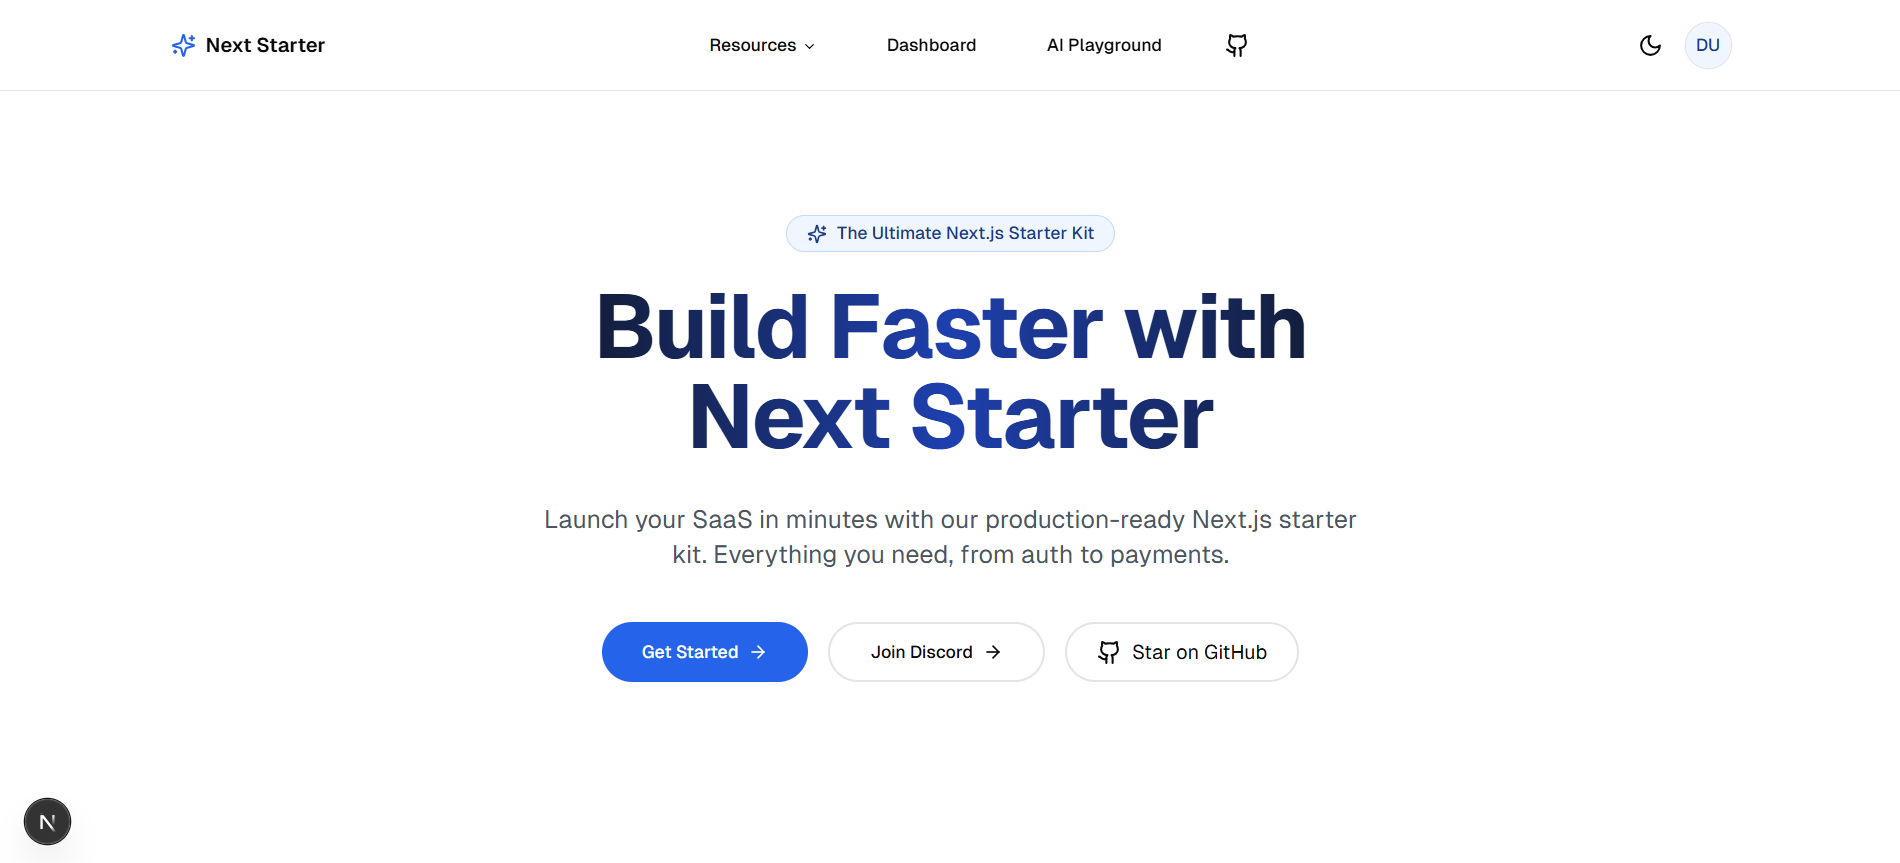 Next Starter
Resources
Dashboard
AI Playground
DU
The Ultimate Next.js Starter Kit
Build Faster with
Next Starter
Launch your SaaS in minutes with our production-ready Next.js starter
kit. Everything you need, from auth to payments.
Get Started
Join Discord
Star on GitHub
N